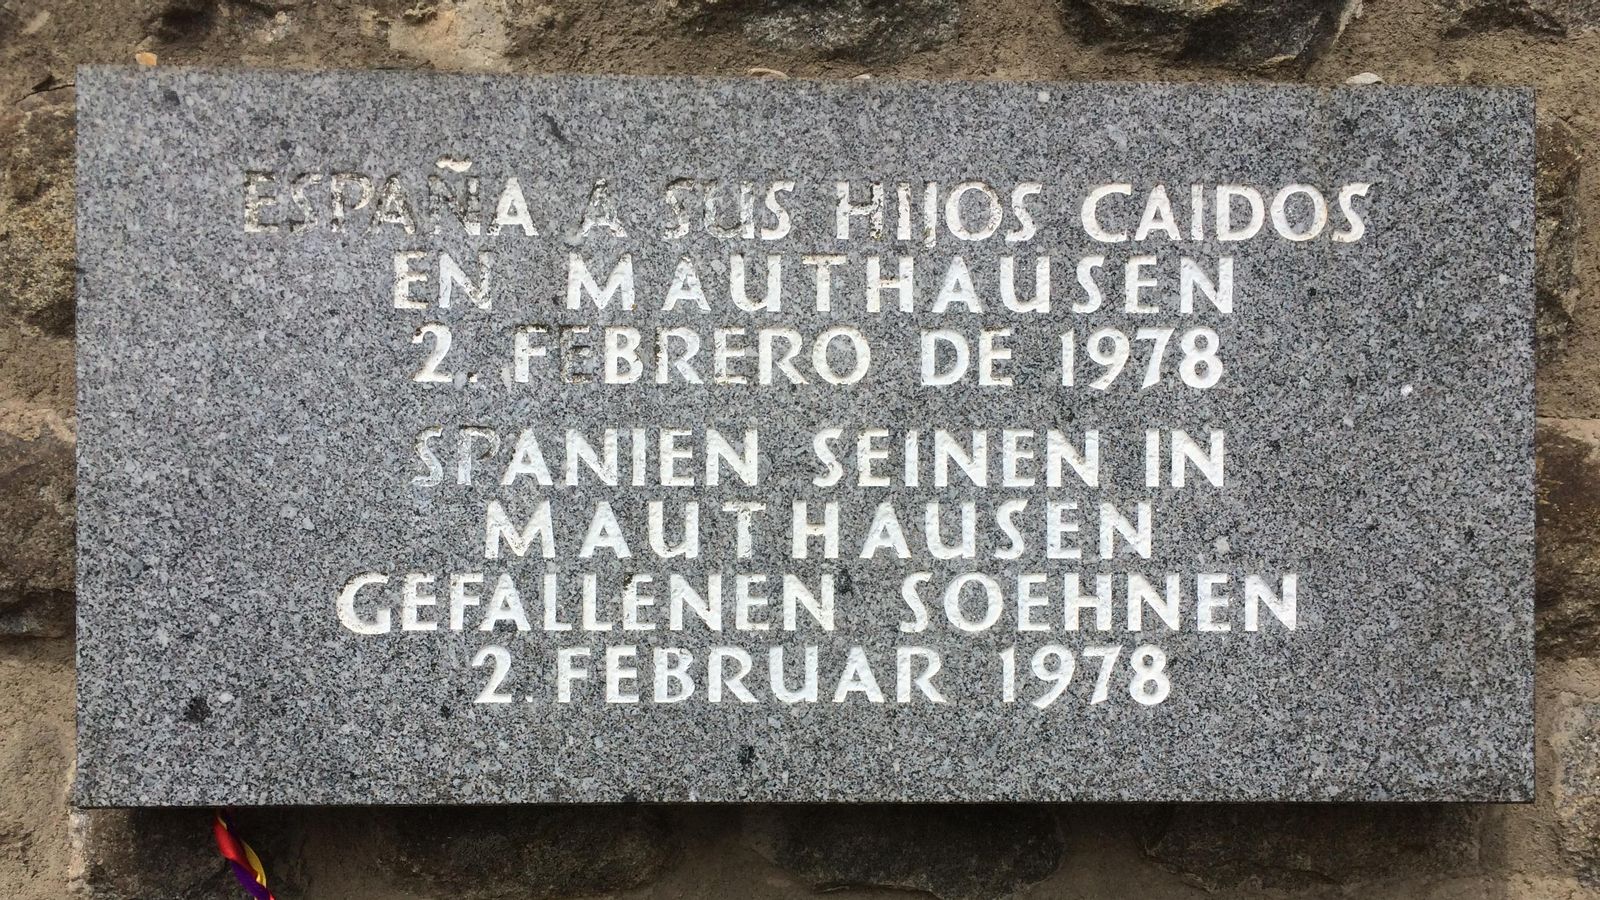 ESPAÑA A SUS HIJOS CAIDOS
EN MAUTHAUSEN
2. FEBRERO DE 1978
SPANIEN SEINEN IN
MAUTHAUSEN
GEFALLENEN SOEHNEN
2. FEBRUAR 1978